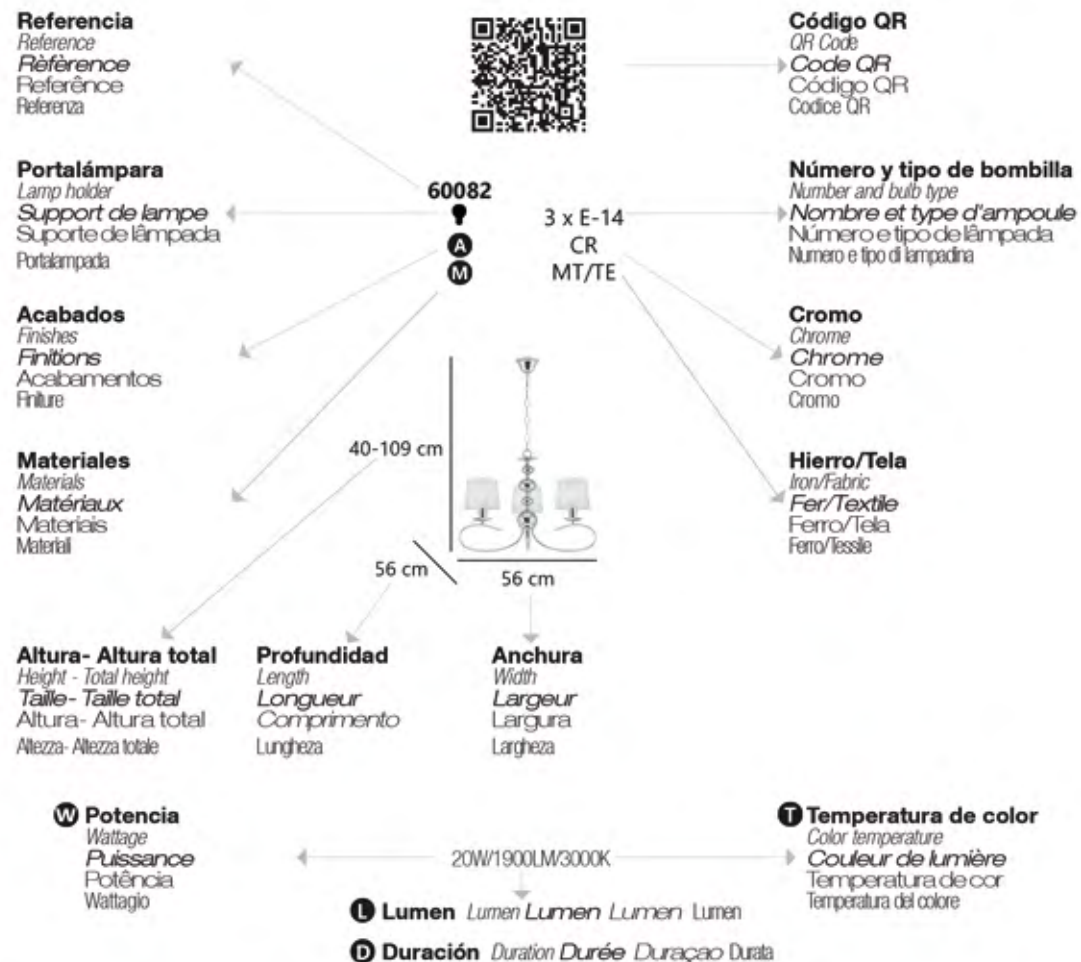 Referencia
Reference
Rèfèrence
Referênce
Referenza
Código QR
QR Code
Code QR
Código QR
Codice QR
Portalámpara
Lamp holder
Support de lampe
Suporte de lâmpada
Portalampada
60082
A
M
3 x E-14
CR
MT/TE
Número y tipo de bombilla
Number and bulb type
Nombre et type d'ampoule
Número e tipo de lâmpada
Numero e tipo di lampadina
Acabados
Finishes
Finitions
Acabamentos
Finiture
Cromo
Chrome
Chrome
Cromo
Cromo
Materiales
Materials
Matériaux
Materiais
Materiali
40-109 cm
56 cm
56 cm
Hierro/Tela
Iron/Fabric
Fer/Textile
Ferro/Tela
Ferro/Tessile
Altura- Altura total
Height - Total height
Taille- Taille total
Altura- Altura total
Altezza- Altezza totale
Profundidad
Length
Longueur
Comprimento
Lungheza
Anchura
Width
Largeur
Largura
Largheza
W Potencia
Wattage
Puissance
Potência
Wattagio
20W/1900LM/3000K
T Temperatura de color
Color temperature
Couleur de lumière
Temperatura de cor
Temperatura del colore
L Lumen Lumen Lumen Lumen Lumen
D Duración Duration Durée Duraçao Durata